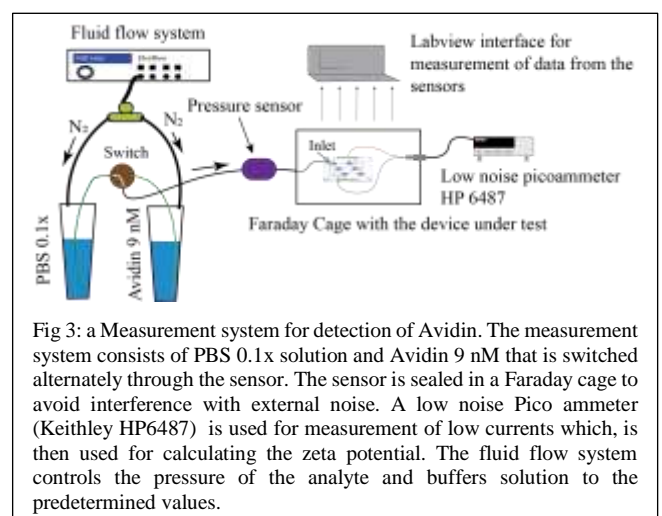 Fluid flow system
Labview interface for
measurement of data from the
sensors
Pressure sensor
N₂
N₂
Switch
Inlet
Low noise picoammeter
HP 6487
PBS 0.1x
Avidin 9 nM
Faraday Cage with the device under test
Fig 3: a Measurement system for detection of Avidin. The measurement
system consists of PBS 0.1x solution and Avidin 9 nM that is switched
alternately through the sensor. The sensor is sealed in a Faraday cage to
avoid interference with external noise. A low noise Pico ammeter
(Keithley HP6487) is used for measurement of low currents which, is
then used for calculating the zeta potential. The fluid flow system
controls the pressure of the analyte and buffers solution to the
predetermined values.